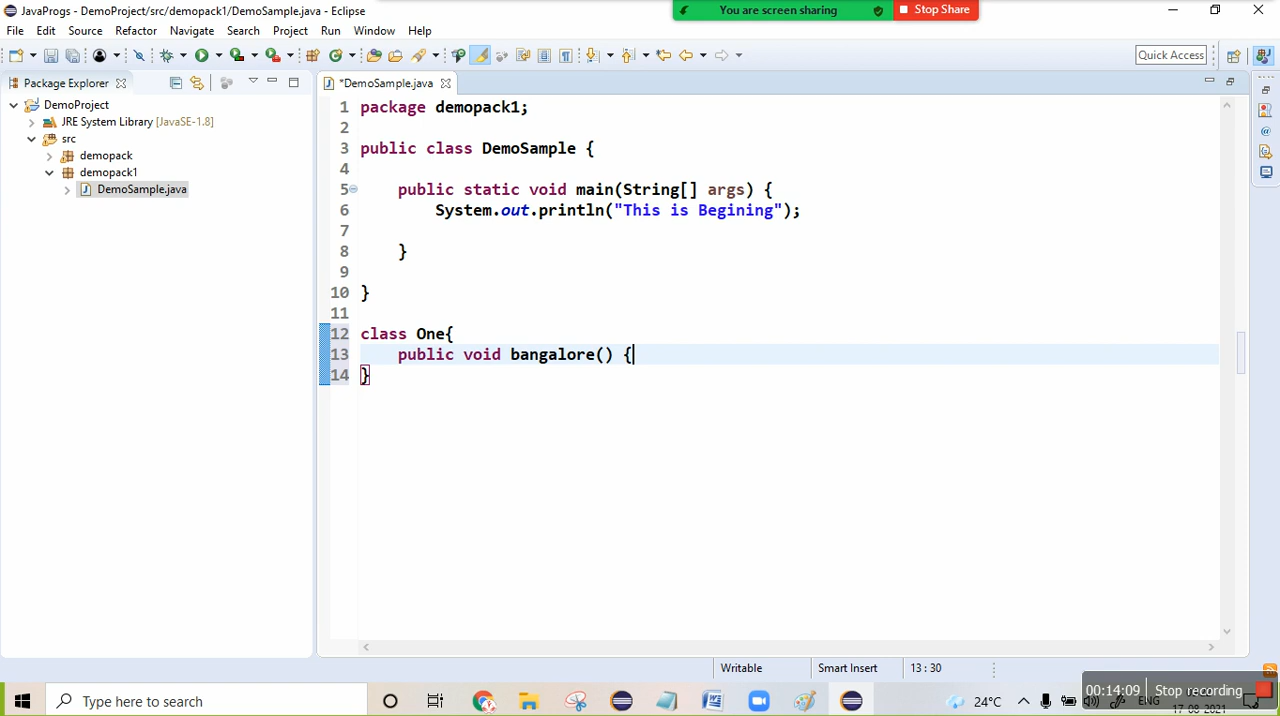 JavaProgs - DemoProject/src/demopack1/DemoSample.java - Eclipse
You are screen sharing
Stop Share
File Edit Source Refactor Navigate Search Project Run Window Help
Quick Access
Package Explorer
*DemoSample.java
DemoProject
JRE System Library [JavaSE-1.8]
src
demopack
demopack1
DemoSample.java
1 package demopack1;
2
3 public class DemoSample {
4
5 public static void main(String[] args) {
6 System.out.println("This is Begining");
7
8 }
9
10 }
11
12 class One{
13 public void bangalore() {
14 }
Writable
Smart Insert
13 : 30
Type here to search
24°C
ENG
17-08-2021
00:14:09
Stop recording